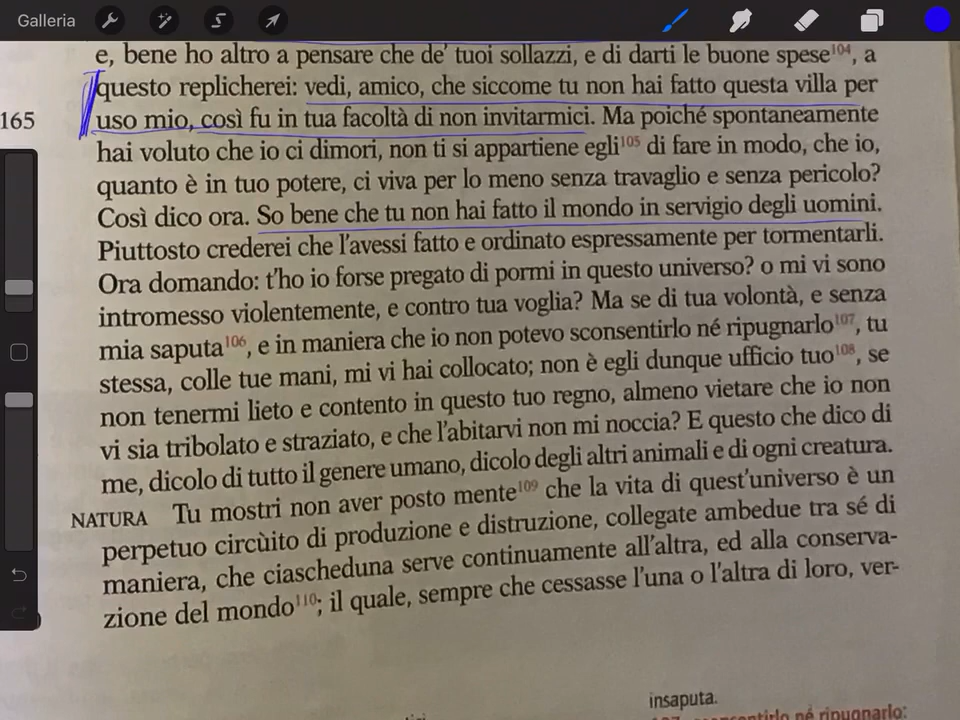 Galleria
e, bene ho altro a pensare che de' tuoi sollazzi, e di darti le buone spese104, a
questo replicherei: vedi, amico, che siccome tu non hai fatto questa villa per
165 uso mio, così fu in tua facoltà di non invitarmici. Ma poiché spontaneamente
hai voluto che io ci dimori, non ti si appartiene egli105 di fare in modo, che io,
quanto è in tuo potere, ci viva per lo meno senza travaglio e senza pericolo?
Così dico ora. So bene che tu non hai fatto il mondo in servigio degli uomini.
Piuttosto crederei che l'avessi fatto e ordinato espressamente per tormentarli.
Ora domando: t'ho io forse pregato di pormi in questo universo? o mi vi sono
intromesso violentemente, e contro tua voglia? Ma se di tua volontà, e senza
mia saputa106, e in maniera che io non potevo sconsentirlo né ripugnarlo107, tu
stessa, colle tue mani, mi vi hai collocato; non è egli dunque ufficio tuo108, se
non tenermi lieto e contento in questo tuo regno, almeno vietare che io non
vi sia tribolato e straziato, e che l'abitarvi non mi noccia? E questo che dico di
me, dicolo di tutto il genere umano, dicolo degli altri animali e di ogni creatura.
NATURA Tu mostri non aver posto mente109 che la vita di quest'universo è un
perpetuo circùito di produzione e distruzione, collegate ambedue tra sé di
maniera, che ciascheduna serve continuamente all'altra, ed alla conserva-
zione del mondo110; il quale, sempre che cessasse l'una o l'altra di loro, ver-
insaputa.
né ripugnarlo: